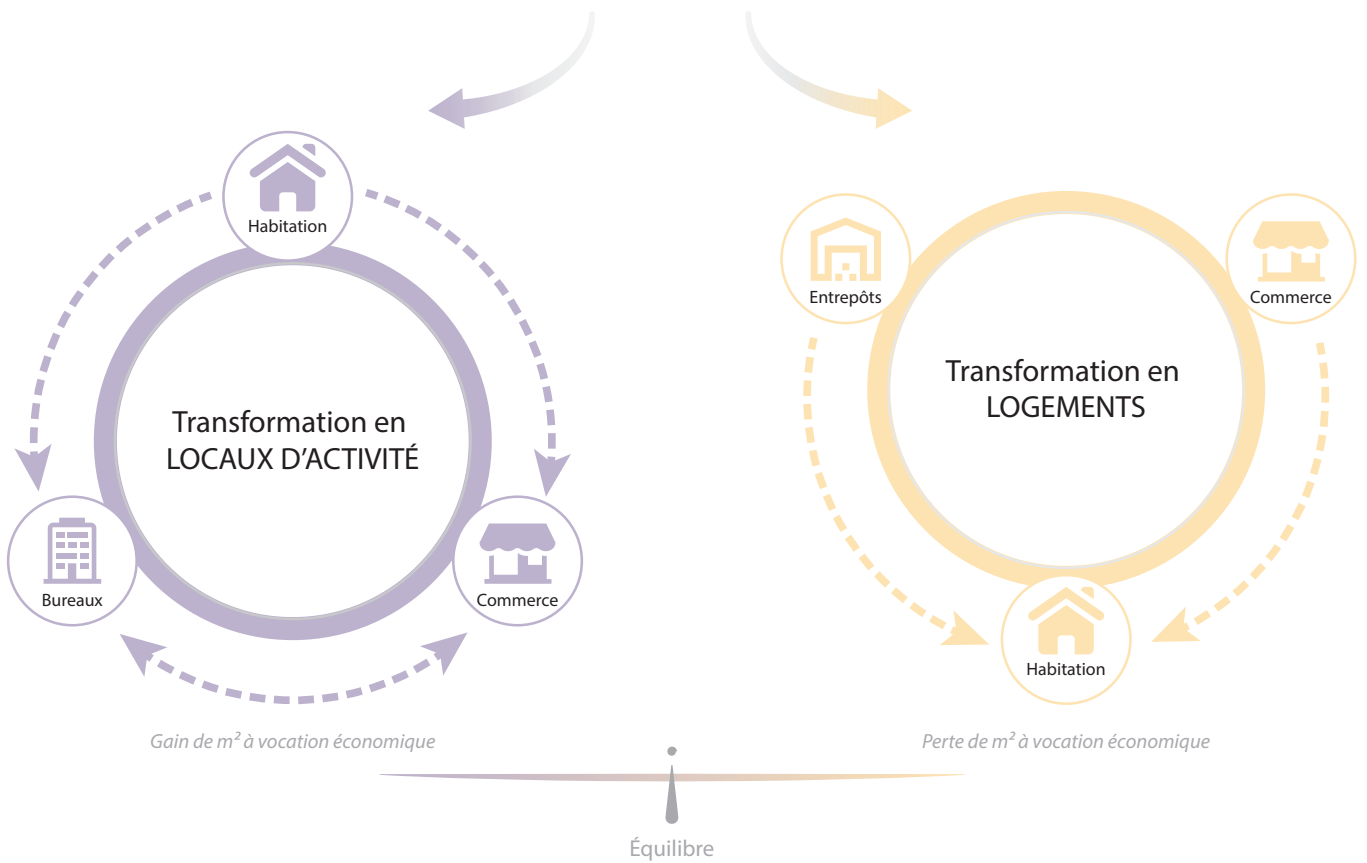 Habitation
Transformation en
LOCAUX D’ACTIVITÉ
Bureaux
Commerce
Gain de m² à vocation économique
Entrepôts
Commerce
Transformation en
LOGEMENTS
Habitation
Perte de m² à vocation économique
Équilibre